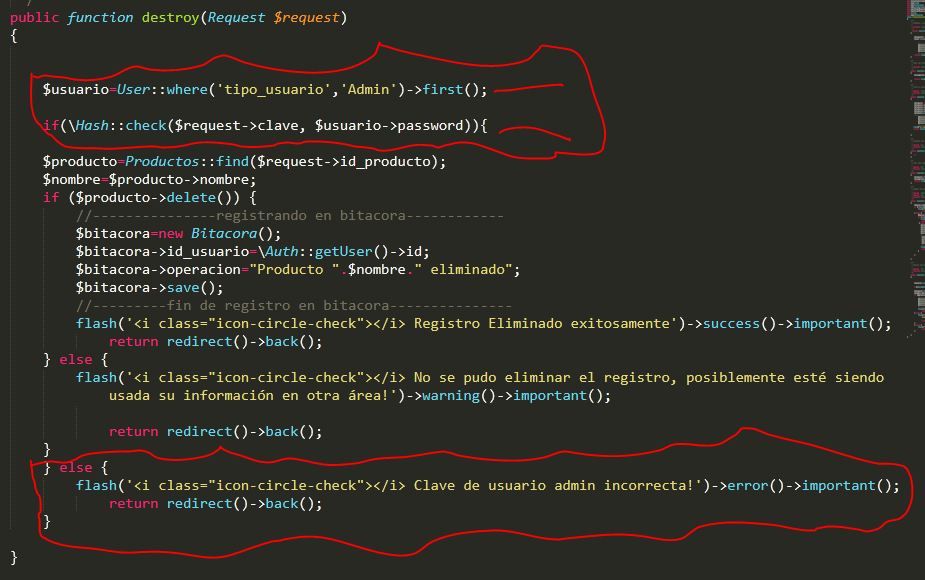 public function destroy(Request $request)
{
$usuario=User::where('tipo_usuario','Admin')->first();
if(\Hash::check($request->clave, $usuario->password)){
$producto=Productos::find($request->id_producto);
$nombre=$producto->nombre;
if ($producto->delete()) {
//---------------registrando en bitacora------------
$bitacora=new Bitacora();
$bitacora->id_usuario=\Auth::getUser()->id;
$bitacora->operacion="Producto ".$nombre." eliminado";
$bitacora->save();
//---------fin de registro en bitacora---------------
flash('<i class="icon-circle-check"></i> Registro Eliminado exitosamente')->success()->important();
return redirect()->back();
} else {
flash('<i class="icon-circle-check"></i> No se pudo eliminar el registro, posiblemente esté siendo
usada su información en otra área!')->warning()->important();
return redirect()->back();
}
} else {
flash('<i class="icon-circle-check"></i> Clave de usuario admin incorrecta!')->error()->important();
return redirect()->back();
}
}